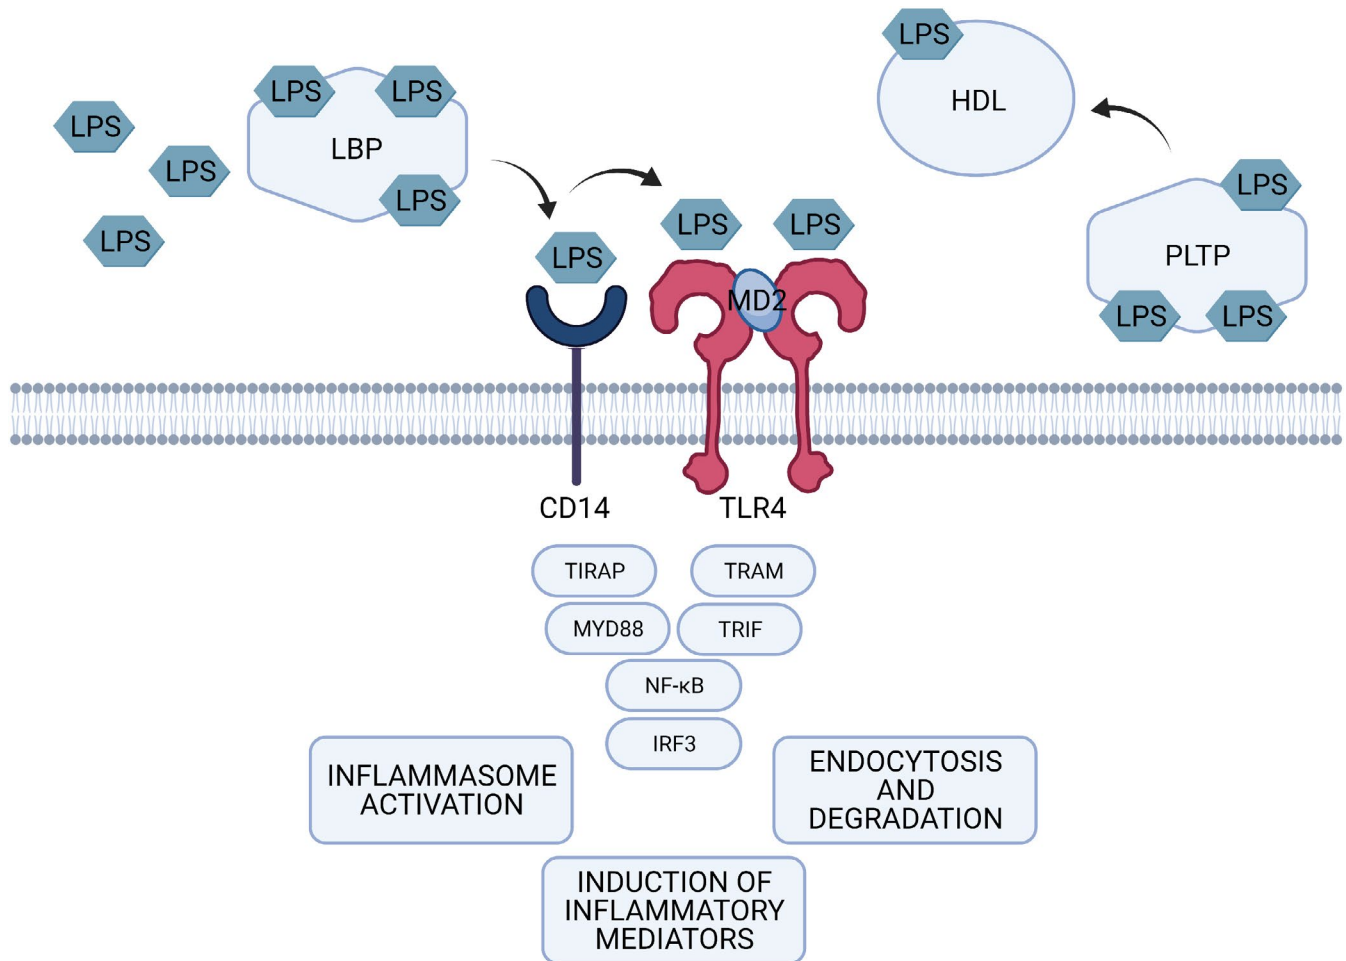 LPS
HDL
LPS
LPS
LPS
LBP
LPS
LPS
LPS
LPS
LPS
LPS
LPS
MD2
LPS
PLTP
LPS
LPS
CD14
TLR4
TIRAP
TRAM
MYD88
TRIF
NF-κB
IRF3
INFLAMMASOME
ACTIVATION
ENDOCYTOSIS
AND
DEGRADATION
INDUCTION OF
INFLAMMATORY
MEDIATORS